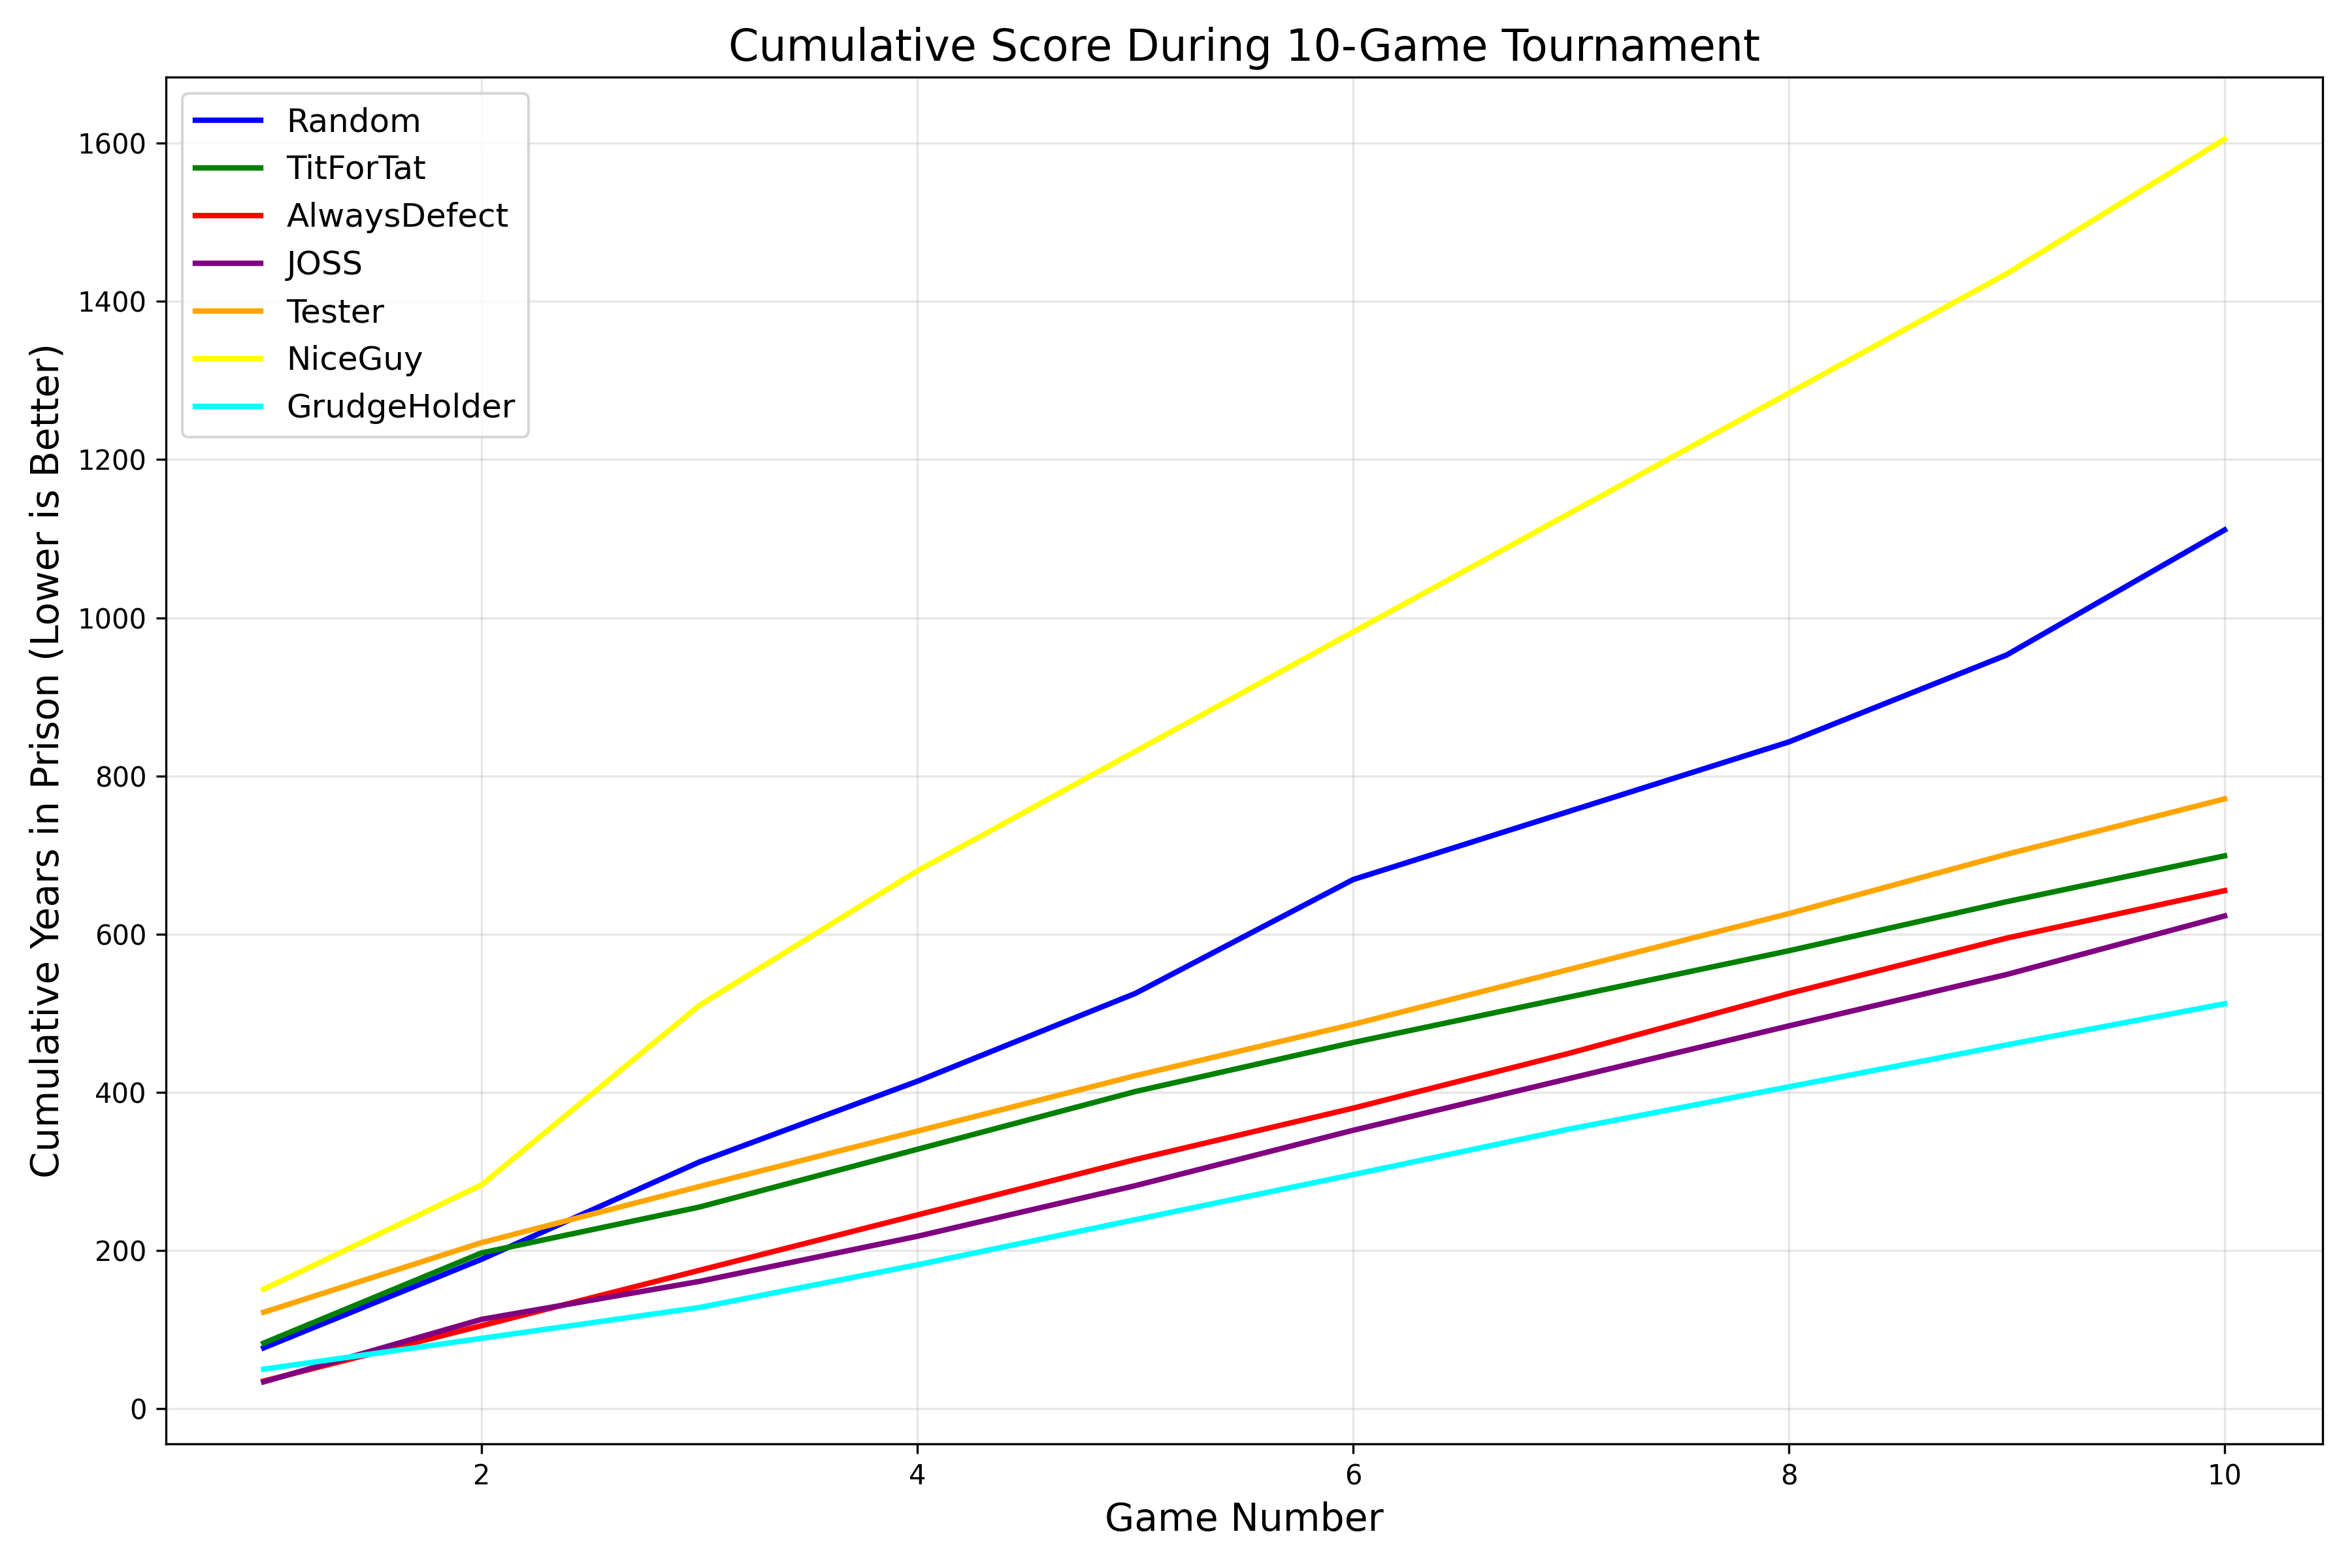 Cumulative Score During 10-Game Tournament
Random
TitForTat
AlwaysDefect
JOSS
Tester
NiceGuy
GrudgeHolder
Cumulative Years in Prison (Lower is Better)
1600
1400
1200
1000
800
600
400
200
0
2 4 6 8 10
Game Number